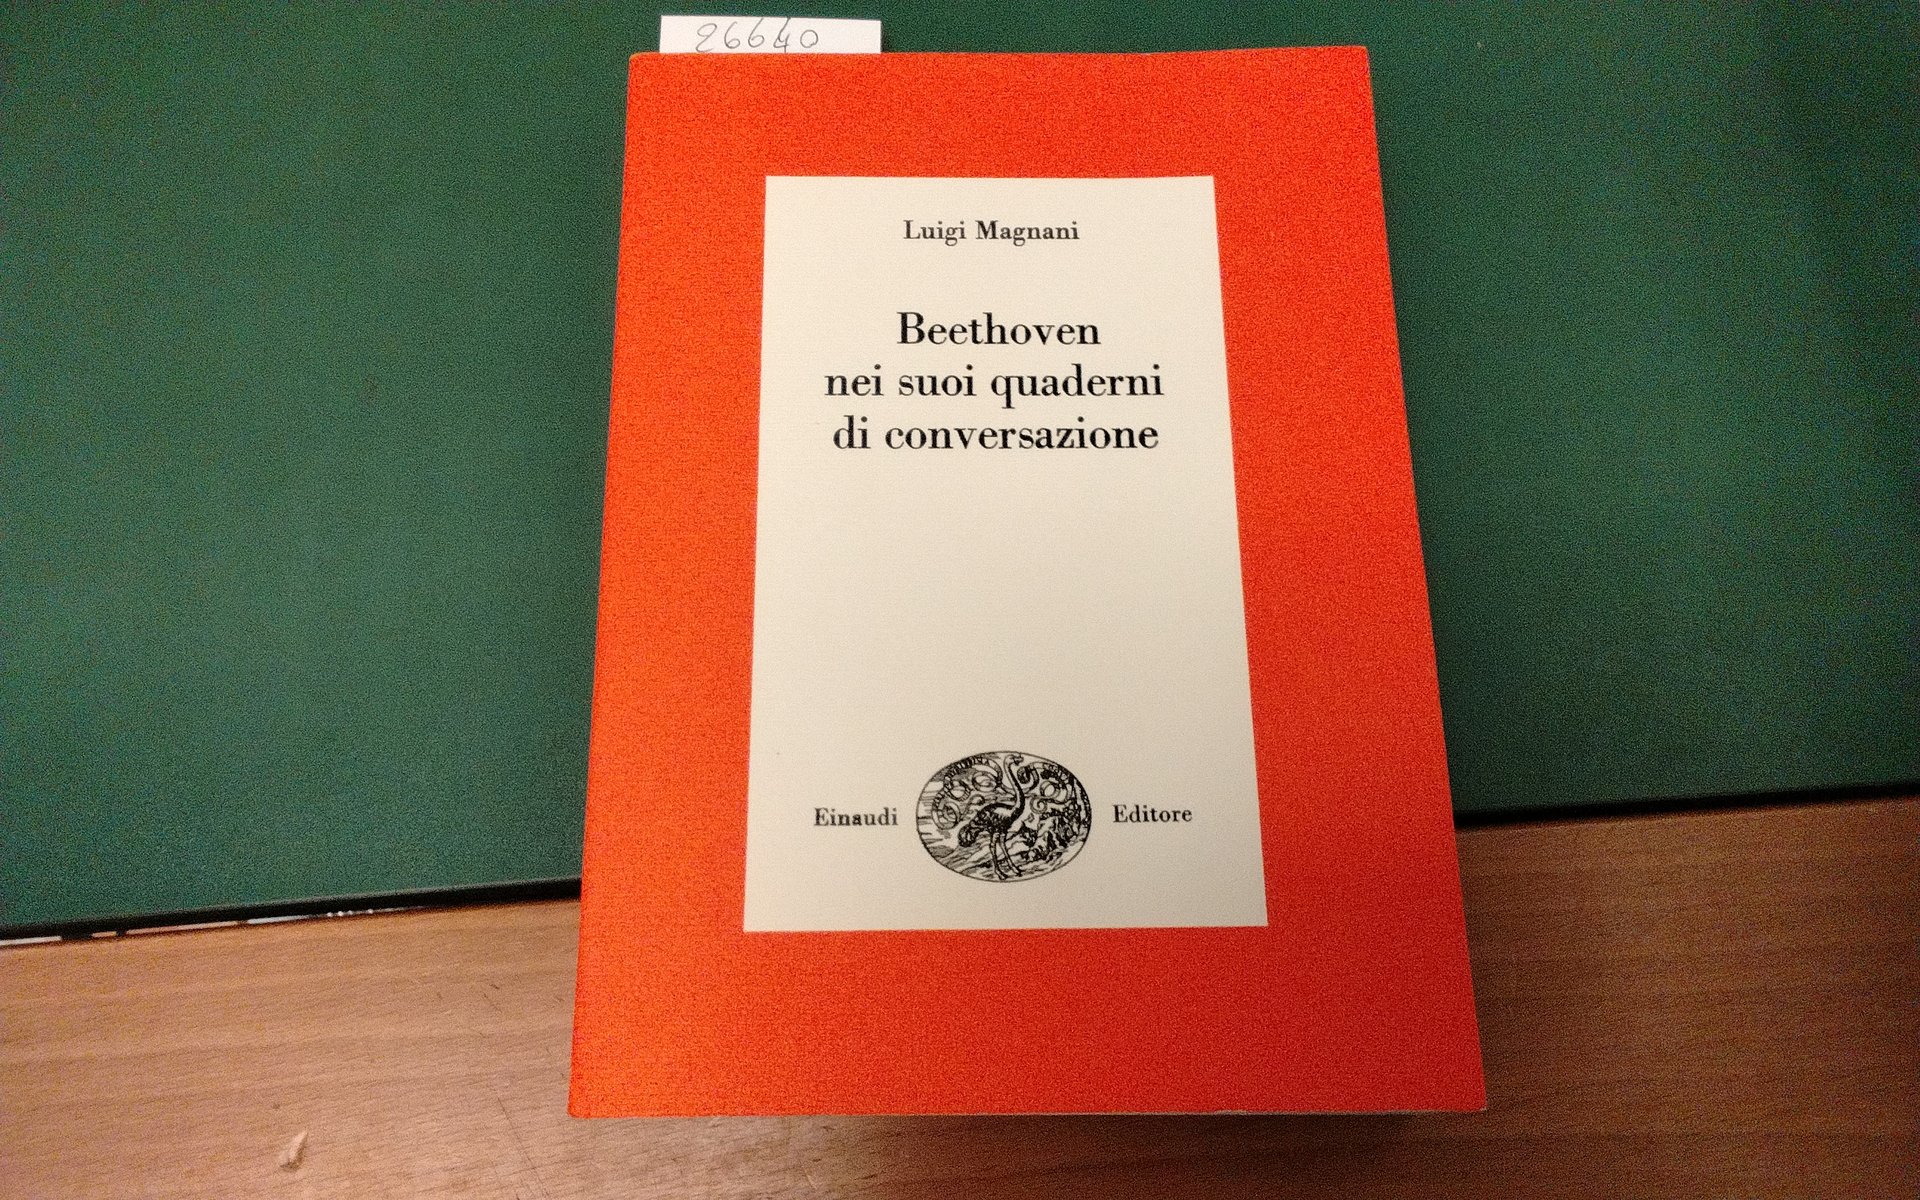 26640
Luigi Magnani
Beethoven
nei suoi quaderni
di conversazione
Einaudi Editore